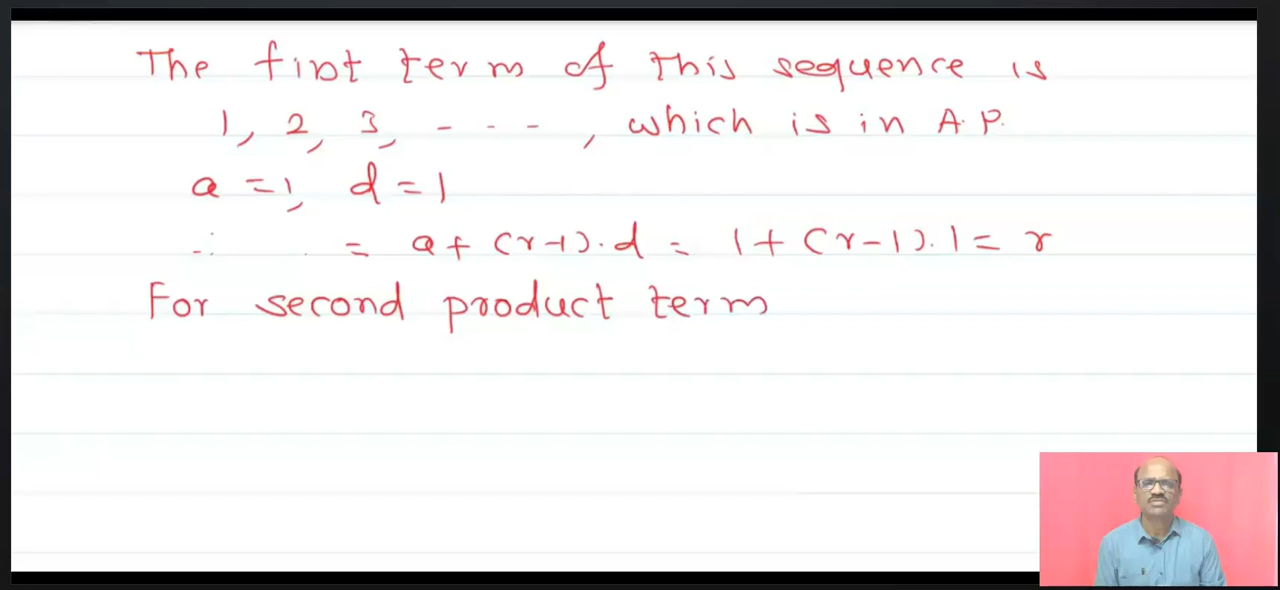 The first term of this sequence is
1, 2, 3, - - - , which is in A.P.
a = 1, d = 1
∴ = a + (r-1).d = 1 + (r-1).1 = r
For second product term